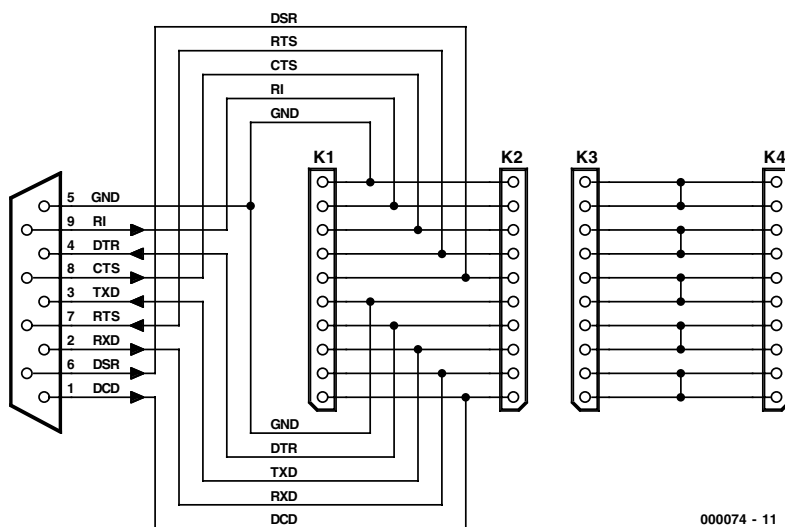 DSR
RTS
CTS
RI
GND
K1 K2 K3 K4
5 GND
9 RI
4 DTR
8 CTS
3 TXD
7 RTS
2 RXD
6 DSR
1 DCD
GND
DTR
TXD
RXD
DCD
000074 - 11